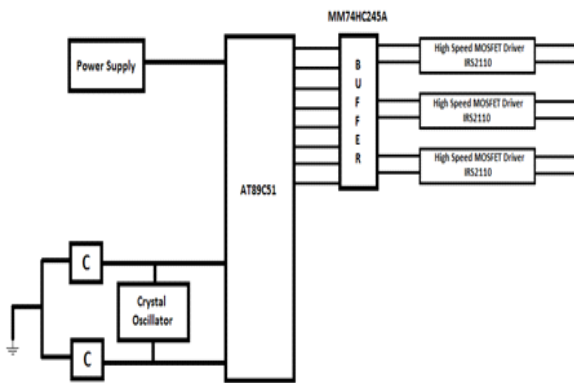 MM74HC245A
Power Supply
B
U
F
F
E
R
High Speed MOSFET Driver
IRS2110
High Speed MOSFET Driver
IRS2110
High Speed MOSFET Driver
IRS2110
AT89C51
C
Crystal
Oscillator
C